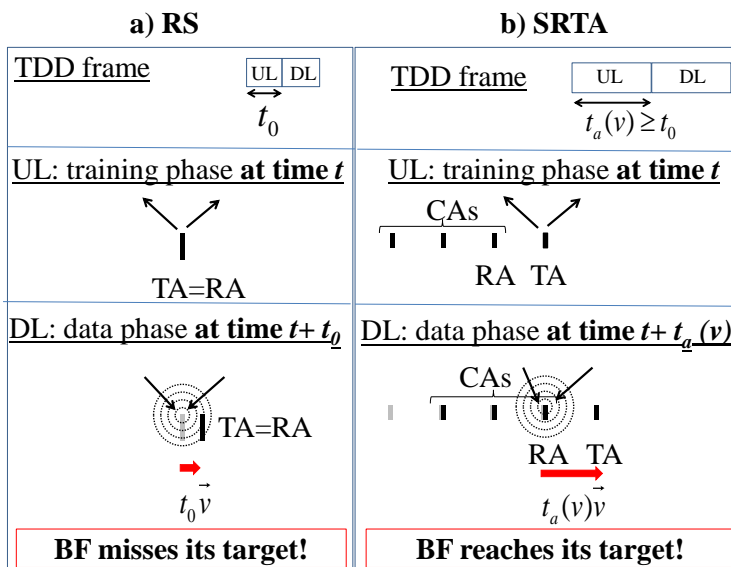 a) RS
TDD frame
UL DL
t₀
UL: training phase at time t
TA=RA
DL: data phase at time t+ t₀
TA=RA
t₀ v⃗
BF misses its target!
b) SRTA
TDD frame
UL DL
tₐ(v) ≥ t₀
UL: training phase at time t
CAs
RA TA
DL: data phase at time t+ tₐ (v)
CAs
RA TA
tₐ(v)v⃗
BF reaches its target!